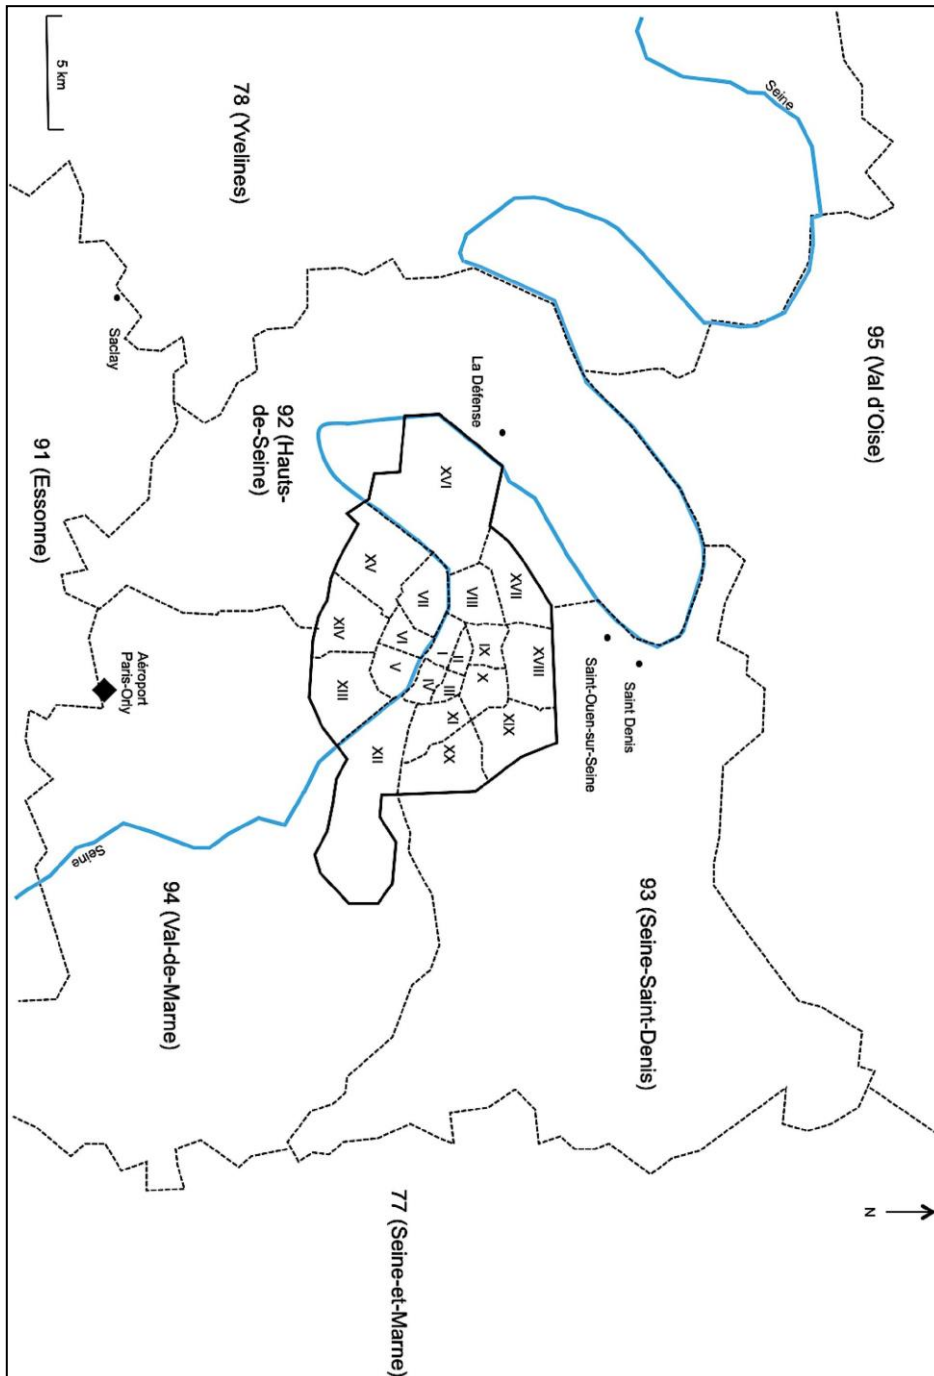 95 (Val d'Oise)
N
Seine
93 (Seine-Saint-Denis)
Saint Denis
Saint-Ouen-sur-Seine
XVIII
XVII
XIX
IX
X
La Défense
VIII
II
III
XI
XX
XVI
I
IV
VII
VI
V
77 (Seine-et-Marne)
XII
XV
XIV
XIII
92 (Hauts-
de-Seine)
78 (Yvelines)
94 (Val-de-Marne)
Aéroport
Paris-Orly
Saclay
Seine
5 km
91 (Essonne)